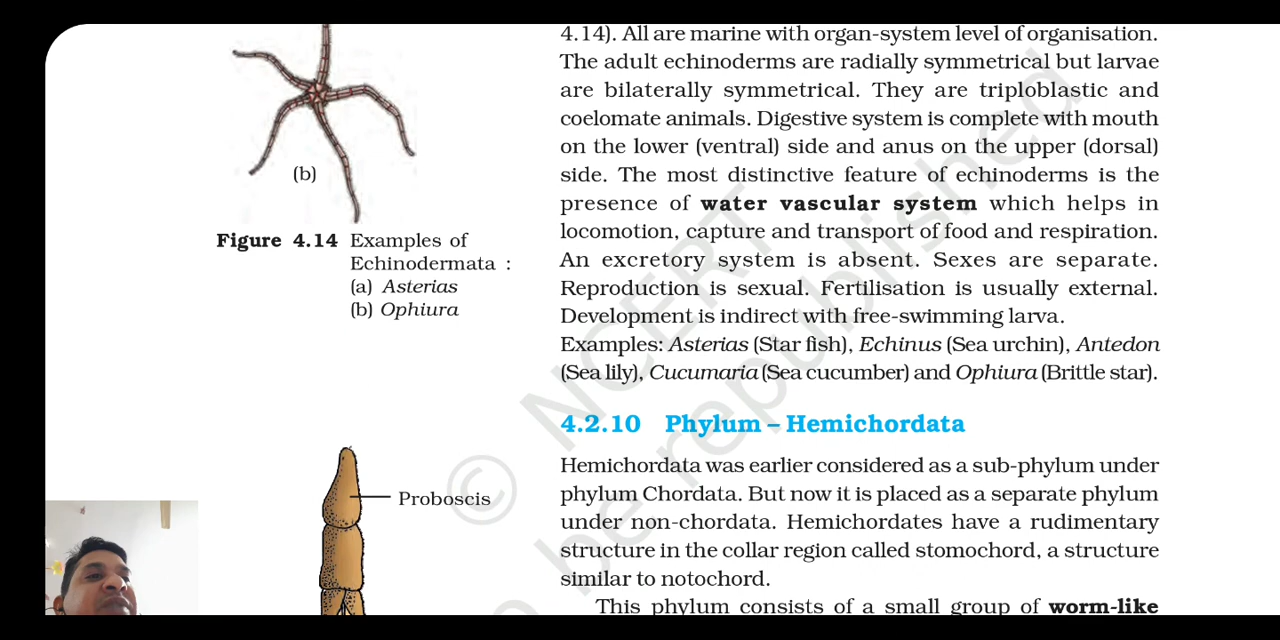 (b)
Figure 4.14 Examples of
Echinodermata :
(a) Asterias
(b) Ophiura
Proboscis
4.14). All are marine with organ-system level of organisation.
The adult echinoderms are radially symmetrical but larvae
are bilaterally symmetrical. They are triploblastic and
coelomate animals. Digestive system is complete with mouth
on the lower (ventral) side and anus on the upper (dorsal)
side. The most distinctive feature of echinoderms is the
presence of water vascular system which helps in
locomotion, capture and transport of food and respiration.
An excretory system is absent. Sexes are separate.
Reproduction is sexual. Fertilisation is usually external.
Development is indirect with free-swimming larva.
Examples: Asterias (Star fish), Echinus (Sea urchin), Antedon
(Sea lily), Cucumaria (Sea cucumber) and Ophiura (Brittle star).
4.2.10 Phylum – Hemichordata
Hemichordata was earlier considered as a sub-phylum under
phylum Chordata. But now it is placed as a separate phylum
under non-chordata. Hemichordates have a rudimentary
structure in the collar region called stomochord, a structure
similar to notochord.
This phylum consists of a small group of worm-like
© NCERT
be republished